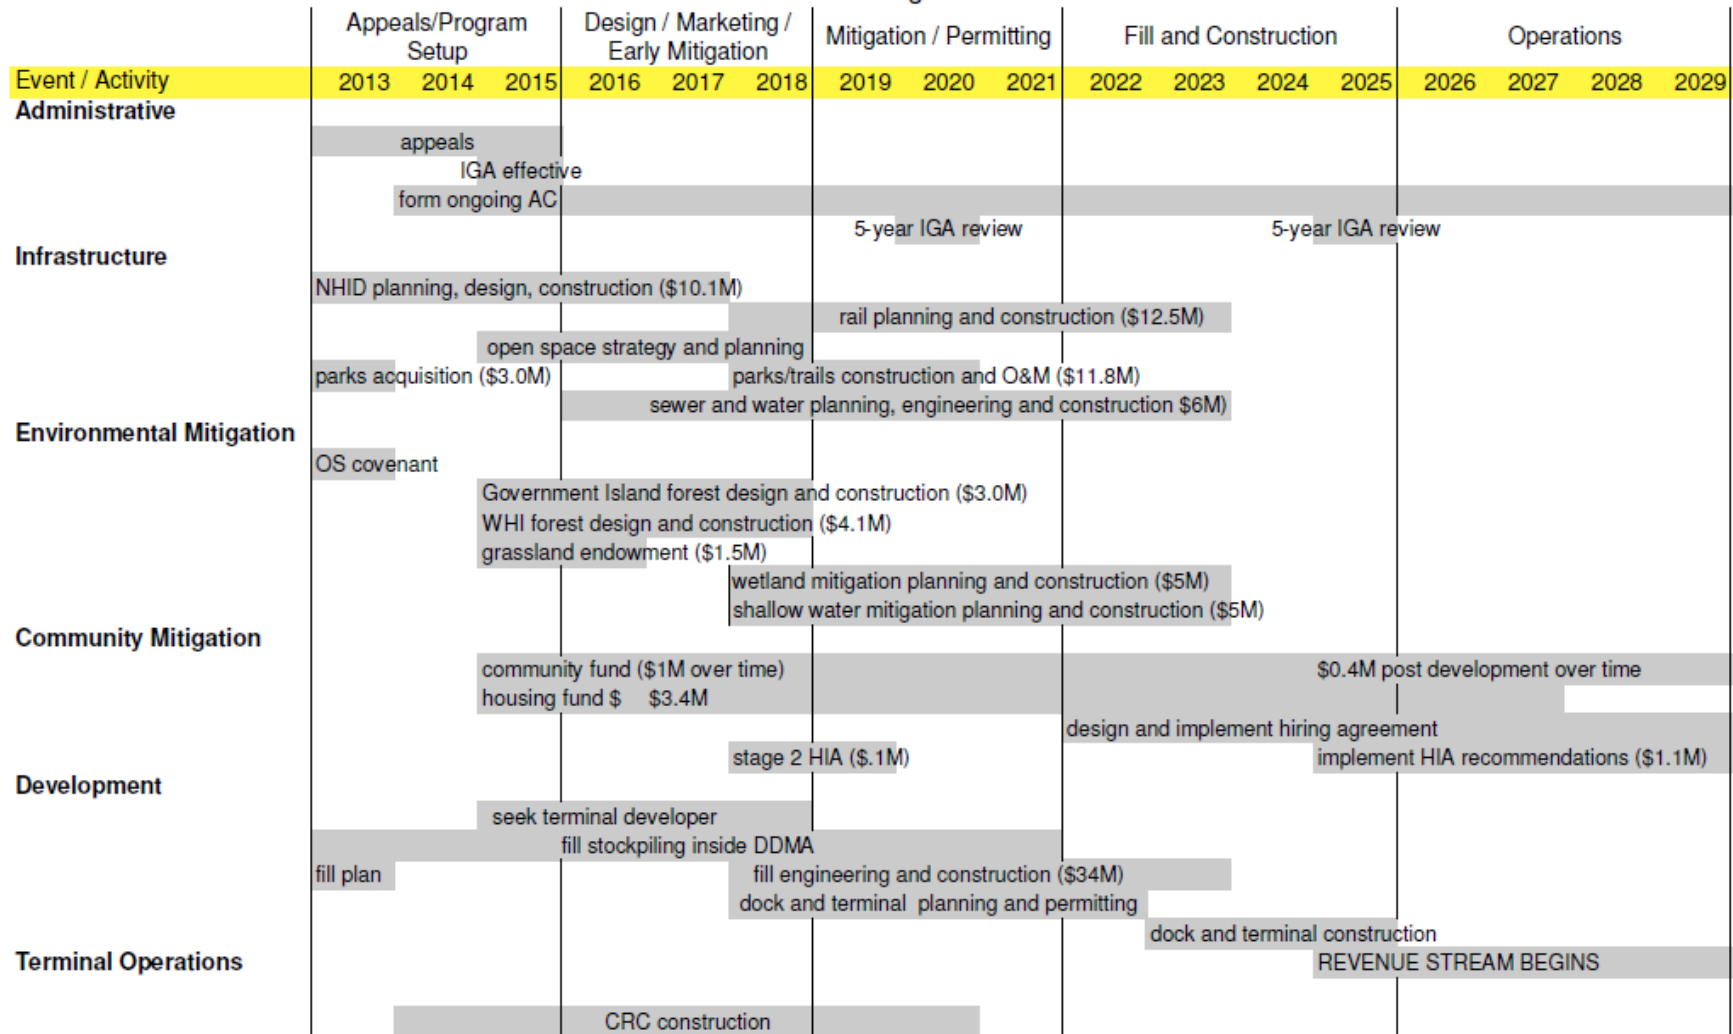 Appeals/Program Setup Design / Marketing / Early Mitigation Mitigation / Permitting Fill and Construction Operations
Event / Activity 2013 2014 2015 2016 2017 2018 2019 2020 2021 2022 2023 2024 2025 2026 2027 2028 2029
Administrative
appeals
IGA effective
form ongoing AC
5-year IGA review 5-year IGA review
Infrastructure
NHID planning, design, construction ($10.1M)
rail planning and construction ($12.5M)
open space strategy and planning
parks acquisition ($3.0M) parks/trails construction and O&M ($11.8M)
sewer and water planning, engineering and construction $6M)
Environmental Mitigation
OS covenant
Government Island forest design and construction ($3.0M)
WHI forest design and construction ($4.1M)
grassland endowment ($1.5M)
wetland mitigation planning and construction ($5M)
shallow water mitigation planning and construction ($5M)
Community Mitigation
community fund ($1M over time) $0.4M post development over time
housing fund $ $3.4M
design and implement hiring agreement
stage 2 HIA ($.1M) implement HIA recommendations ($1.1M)
Development
seek terminal developer
fill stockpiling inside DDMA
fill plan fill engineering and construction ($34M)
dock and terminal planning and permitting
dock and terminal construction
Terminal Operations REVENUE STREAM BEGINS
CRC construction